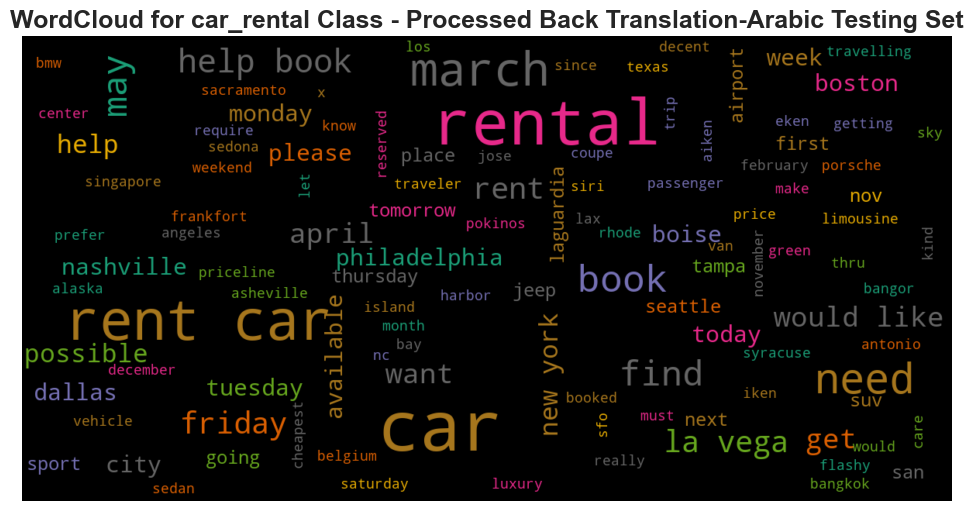 WordCloud for car_rental Class - Processed Back Translation-Arabic Testing Set
los
decent
travelling
bmw
help book
march
since
texas
airport
week
may
sacramento
x
boston
center
monday
rental
trip
eken
getting
require
know
reserved
aiken
first
sky
help
sedona
please
place
jose
coupe
weekend
february
porsche
singapore
let
traveler
rent
siri
passenger
make
nov
frankfort
tomorrow
pokinos
laguardia
lax
price
limousine
prefer
angeles
april
rhode
boise
van
green
kind
philadelphia
november
nashville
priceline
thursday
book
tampa
thru
alaska
asheville
harbor
jeep
bangor
rent car
island
seattle
would like
available
month
today
new york
possible
bay
syracuse
antonio
december
nc
want
find
need
dallas
tuesday
booked
iken
suv
vehicle
friday
cheapest
car
sfo
must
next
la vega
get
would
care
sport
city
going
belgium
really
flashy
san
sedan
saturday
luxury
bangkok